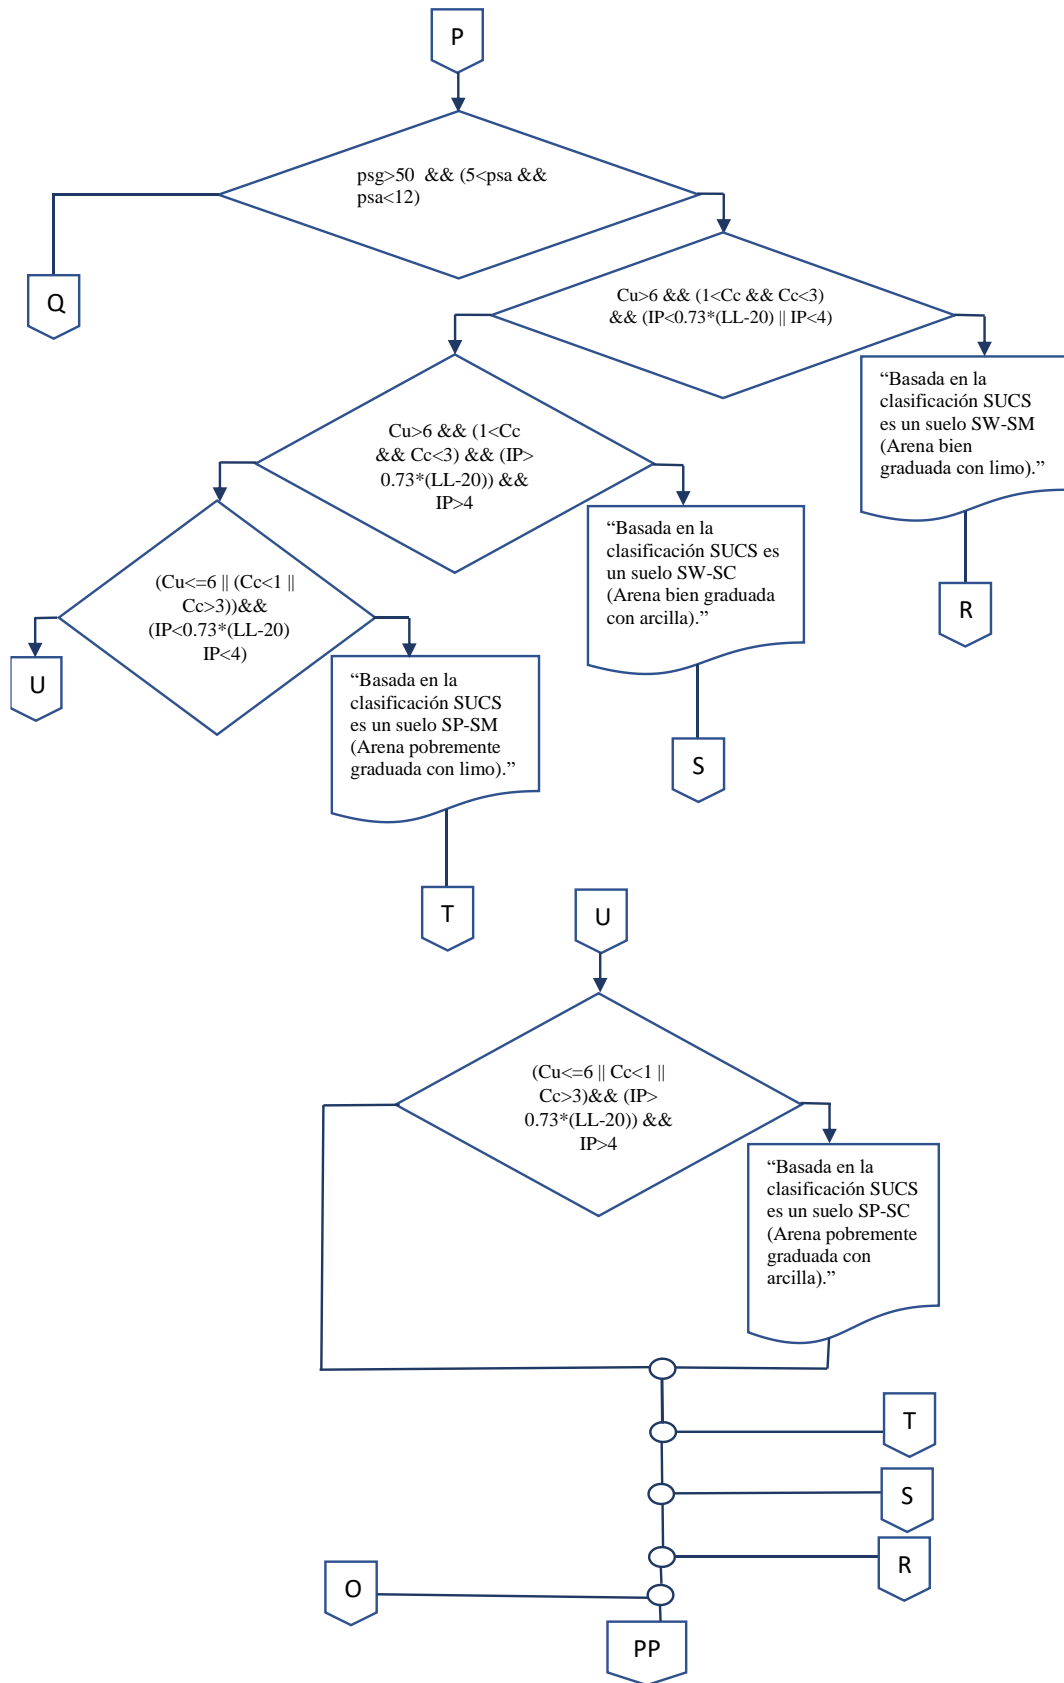 P
psg>50  && (5<psa &&
psa<12)
Q
Cu>6 && (1<Cc && Cc<3)
&& (IP<0.73*(LL-20) || IP<4)
“Basada en la
clasificación SUCS
es un suelo SW-SM
(Arena bien
graduada con limo).”
R
Cu>6 && (1<Cc
&& Cc<3) && (IP>
0.73*(LL-20)) &&
IP>4
“Basada en la
clasificación SUCS es
un suelo SW-SC
(Arena bien graduada
con arcilla).”
S
(Cu<=6 || (Cc<1 ||
Cc>3))&&
(IP<0.73*(LL-20)
IP<4)
U
“Basada en la
clasificación SUCS
es un suelo SP-SM
(Arena pobremente
graduada con limo).”
T
U
(Cu<=6 || Cc<1 ||
Cc>3)&& (IP>
0.73*(LL-20)) &&
IP>4
“Basada en la
clasificación SUCS
es un suelo SP-SC
(Arena pobremente
graduada con
arcilla).”
T
S
R
O
PP